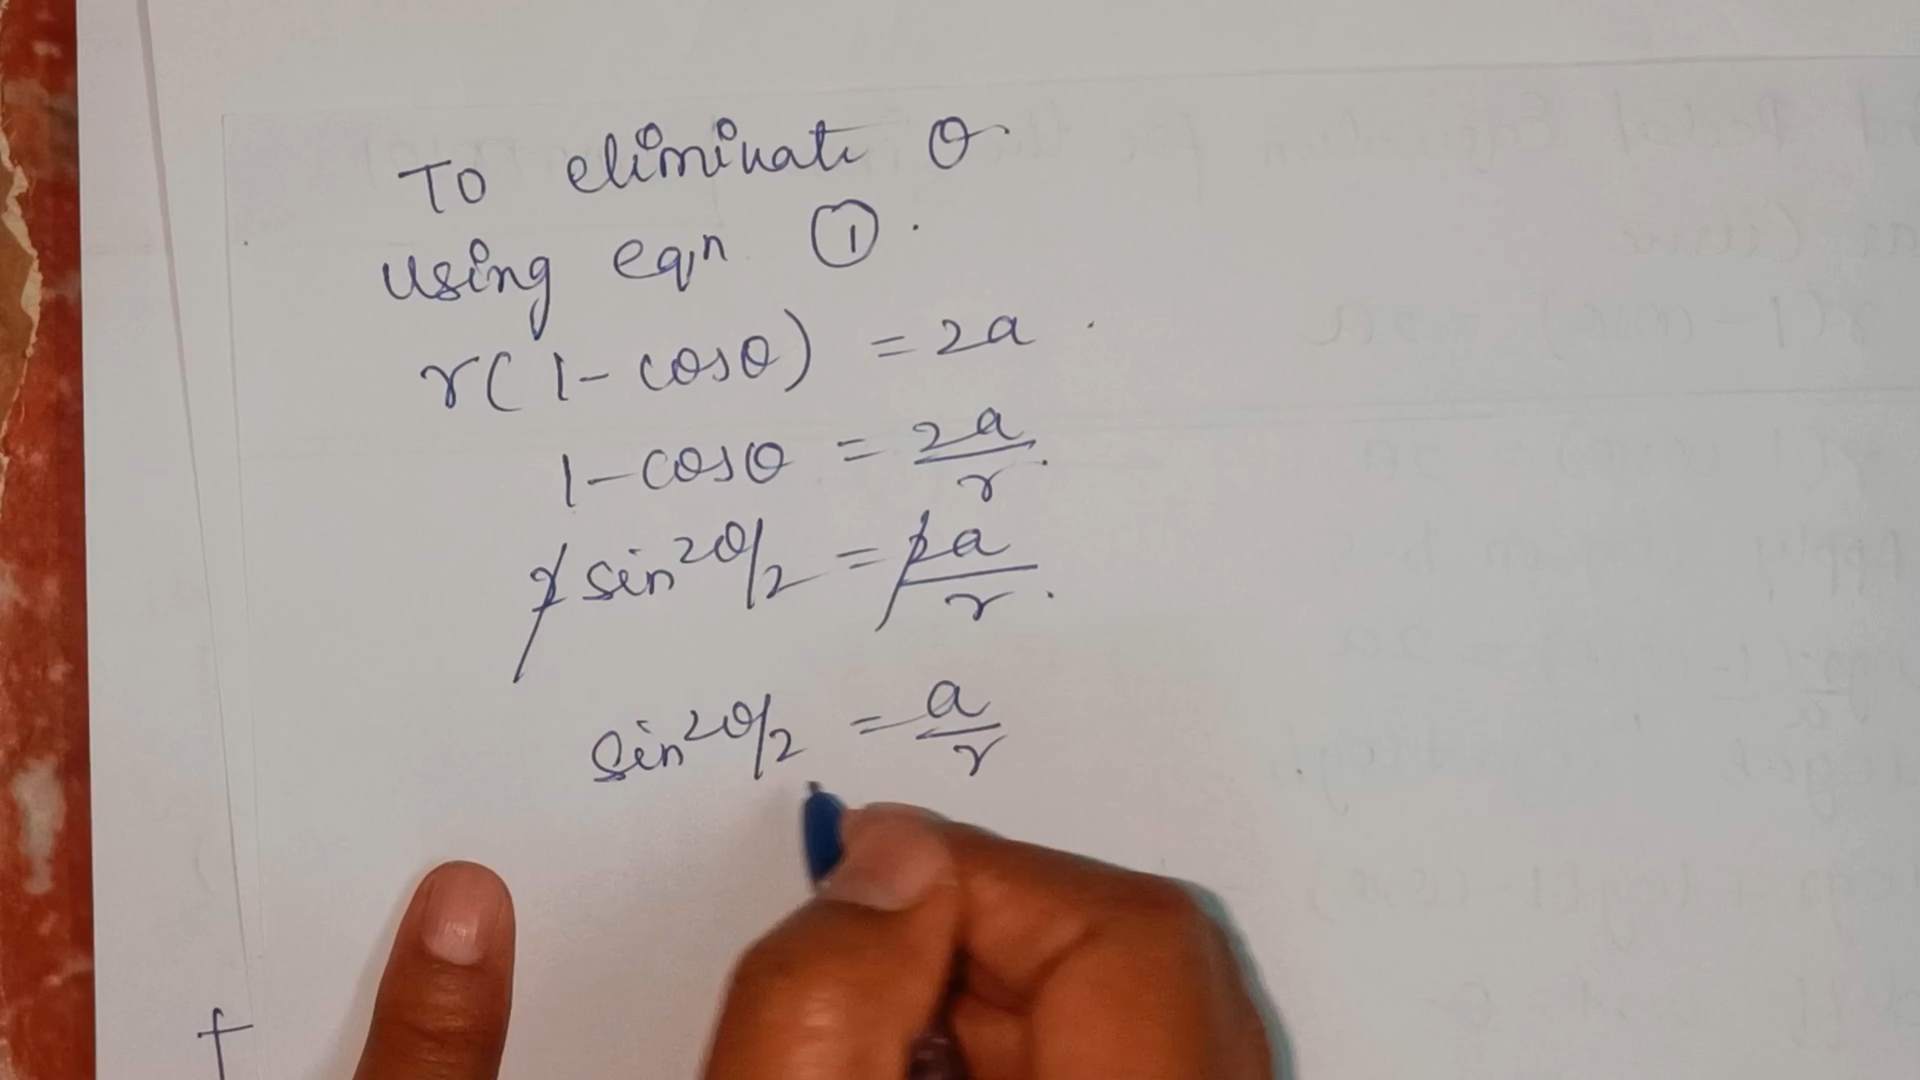 To eliminate θ
using eqn ①.
r(1-cosθ) = 2a
1-cosθ = 2a/r
2 sin²θ/2 = 2a/r
sin²θ/2 = a/r